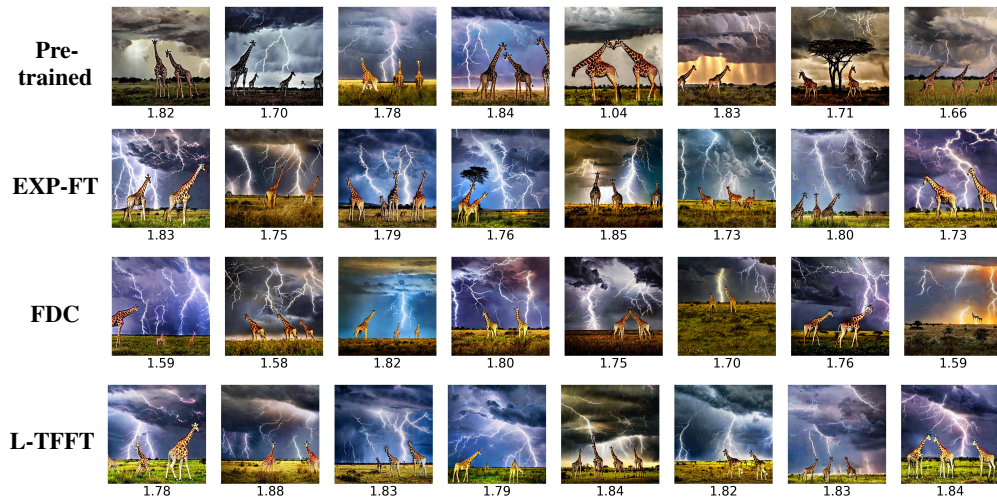 Pre-
trained
1.82 1.70 1.78 1.84 1.04 1.83 1.71 1.66
EXP-FT
1.83 1.75 1.79 1.76 1.85 1.73 1.80 1.73
FDC
1.59 1.58 1.82 1.80 1.75 1.70 1.76 1.59
L-TFFT
1.78 1.88 1.83 1.79 1.84 1.82 1.83 1.84